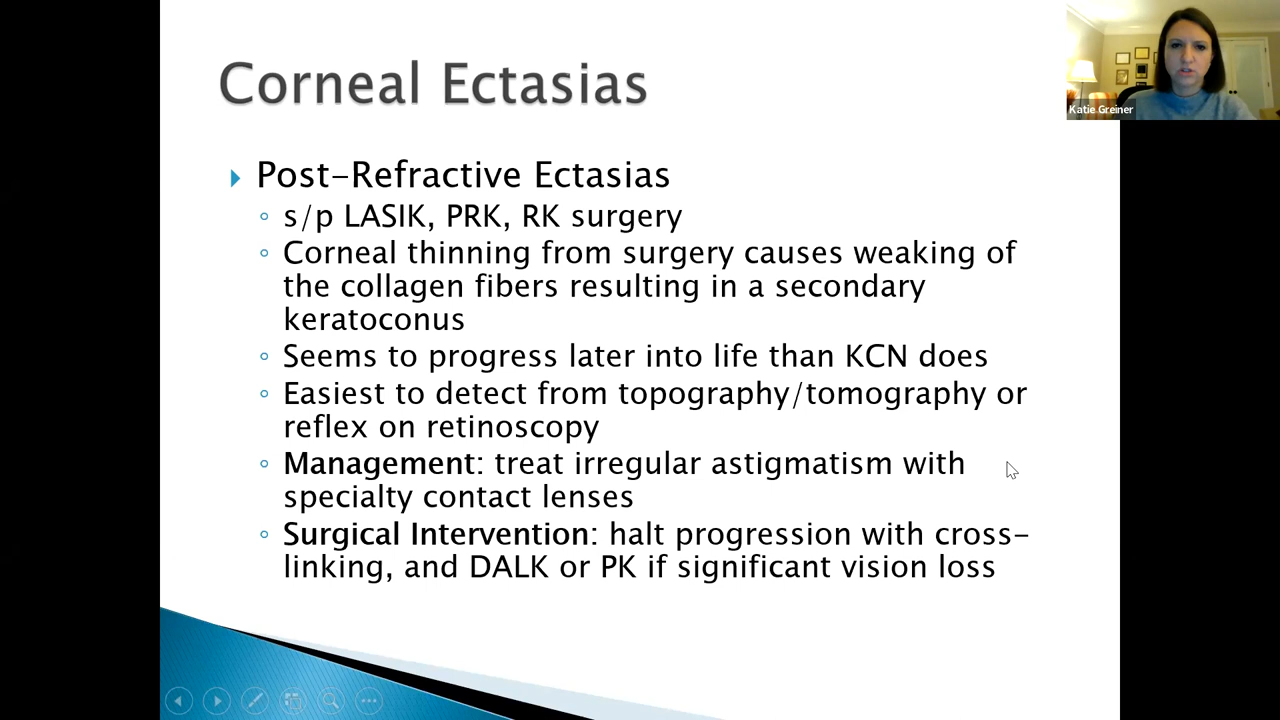 Corneal Ectasias
Katie Greiner
Post-Refractive Ectasias
s/p LASIK, PRK, RK surgery
Corneal thinning from surgery causes weaking of
the collagen fibers resulting in a secondary
keratoconus
Seems to progress later into life than KCN does
Easiest to detect from topography/tomography or
reflex on retinoscopy
Management: treat irregular astigmatism with
specialty contact lenses
Surgical Intervention: halt progression with cross-
linking, and DALK or PK if significant vision loss